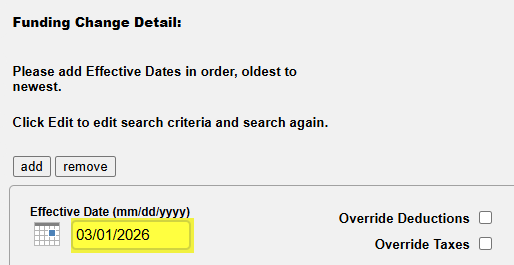 Funding Change Detail:
Please add Effective Dates in order, oldest to
newest.
Click Edit to edit search criteria and search again.
add remove
Effective Date (mm/dd/yyyy)
03/01/2026
Override Deductions
Override Taxes